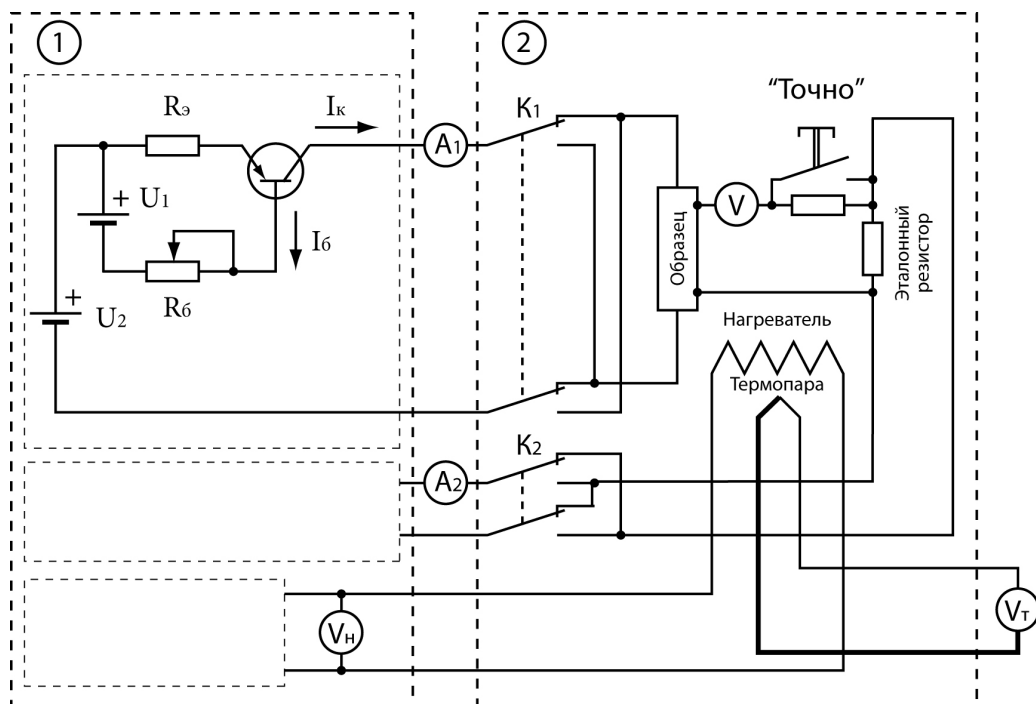 1
2
Rэ
Iк
A1
K1
“Точно”
+
U1
Iб
Rб
+
U2
V
Образец
Эталонный
резистор
Нагреватель
Термопара
K2
A2
Vн
Vт